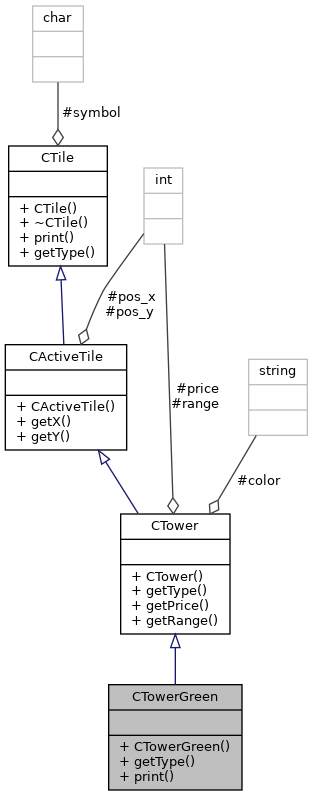 char
#symbol
CTile
+ CTile()
+ ~CTile()
+ print()
+ getType()
int
#pos_x
#pos_y
CActiveTile
+ CActiveTile()
+ getX()
+ getY()
string
#price
#range
#color
CTower
+ CTower()
+ getType()
+ getPrice()
+ getRange()
CTowerGreen
+ CTowerGreen()
+ getType()
+ print()